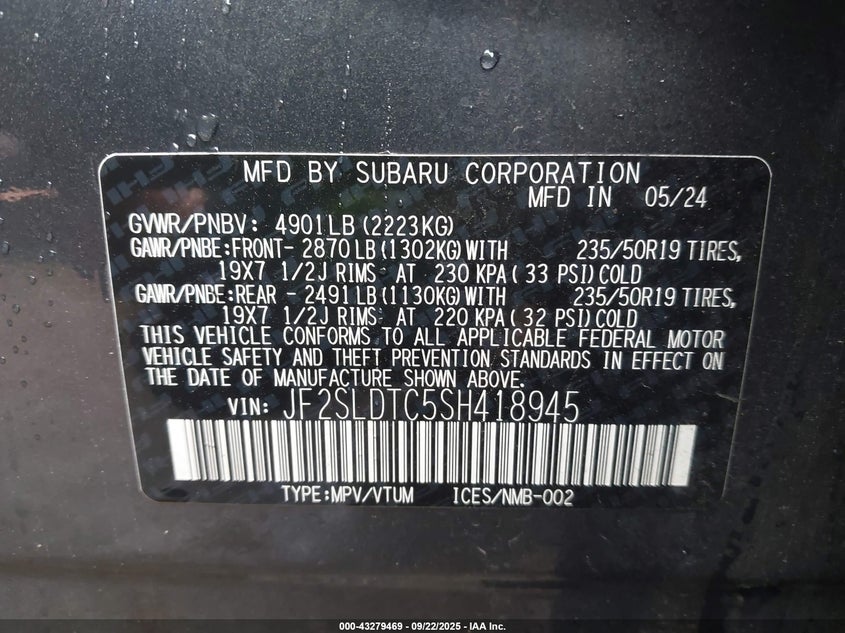 MFD BY SUBARU CORPORATION
MFD IN 05/24
GVWR/PNBV: 4901LB (2223KG)
GAWR/PNBE:FRONT- 2870LB (1302KG) WITH 235/50R19 TIRES,
19X7 1/2J RIMS AT 230 KPA ( 33 PSI) COLD
GAWR/PNBE:REAR - 2491LB (1130KG) WITH 235/50R19 TIRES,
19X7 1/2J RIMS AT 220 KPA ( 32 PSI) COLD
THIS VEHICLE CONFORMS TO ALL APPLICABLE FEDERAL MOTOR
VEHICLE SAFETY AND THEFT PREVENTION STANDARDS IN EFFECT ON
THE DATE OF MANUFACTURE SHOWN ABOVE.
VIN: JF2SLDTC5SH418945
TYPE:MPV/VTUM ICES/NMB-002
000-43279469 - 09/22/2025 - IAA Inc.